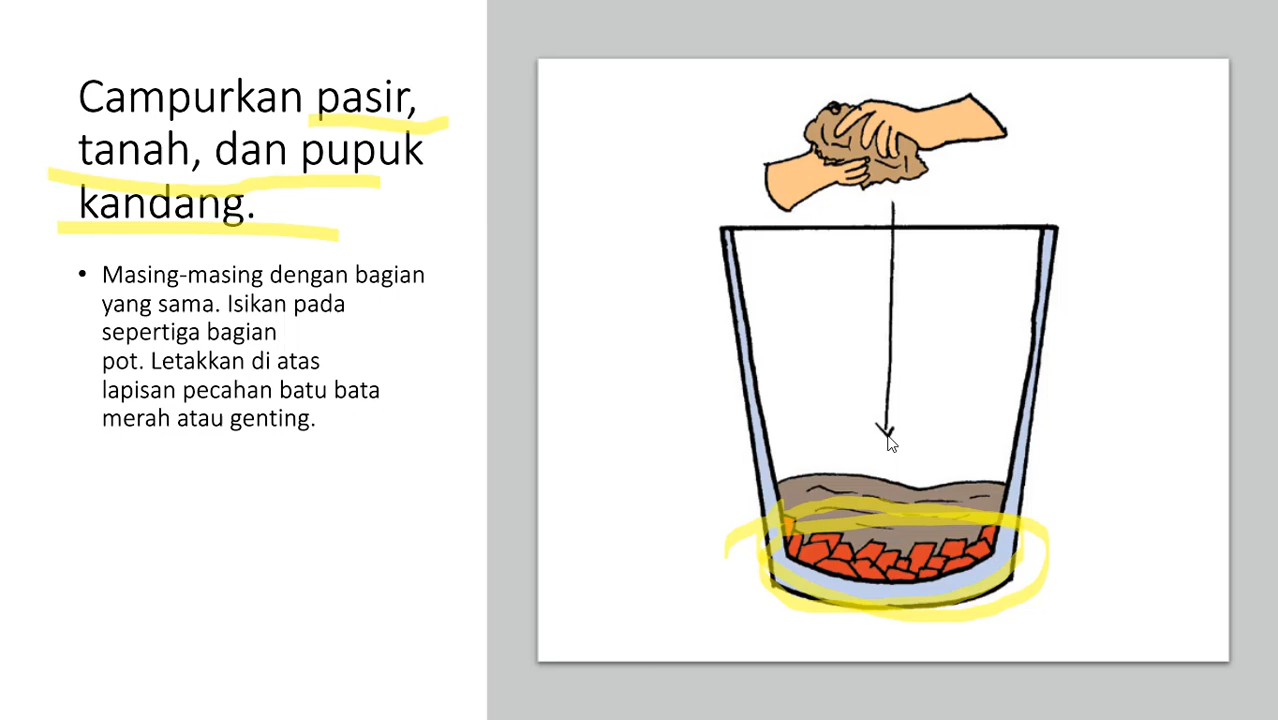 Campurkan pasir,
tanah, dan pupuk
kandang.
• Masing-masing dengan bagian
yang sama. Isikan pada
sepertiga bagian
pot. Letakkan di atas
lapisan pecahan batu bata
merah atau genting.